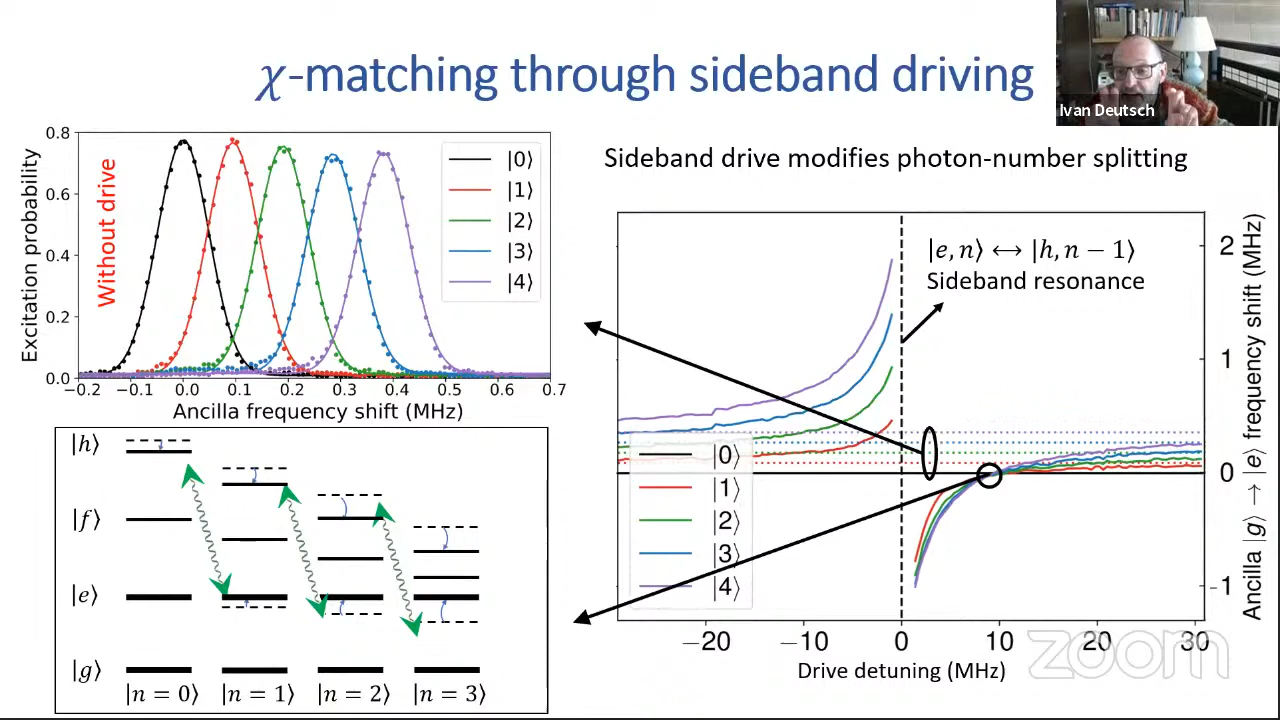 χ-matching through sideband driving
Ivan Deutsch
Sideband drive modifies photon-number splitting
Excitation probability
0.8
0.6
0.4
0.2
0.0
Without drive
|0⟩
|1⟩
|2⟩
|3⟩
|4⟩
−0.2 −0.1 0.0 0.1 0.2 0.3 0.4 0.5 0.6 0.7
Ancilla frequency shift (MHz)
|h⟩
|f⟩
|e⟩
|g⟩
|n = 0⟩ |n = 1⟩ |n = 2⟩ |n = 3⟩
|e, n⟩ ↔ |h, n − 1⟩
Sideband resonance
|0⟩
|1⟩
|2⟩
|3⟩
|4⟩
2
1
0
-1
Ancilla |g⟩ → |e⟩ frequency shift (MHz)
−20 −10 0 10 20 30
Drive detuning (MHz)
zoom